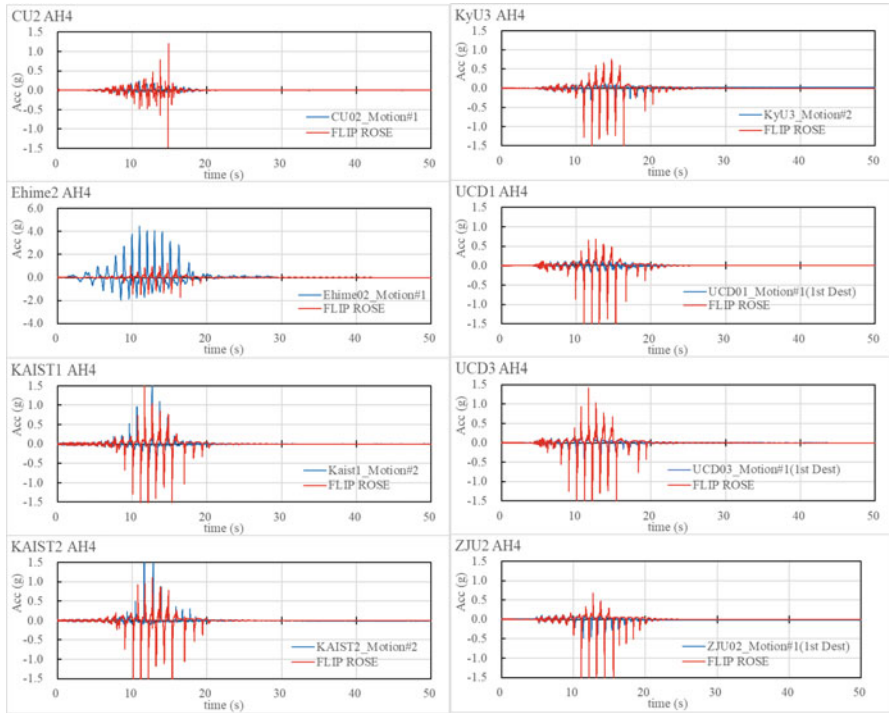 CU2 AH4
Acc (g)
1.5
1.0
0.5
0.0
-0.5
-1.0
-1.5
CU02_Motion#1
FLIP ROSE
0 10 20 30 40 50
time (s)
Ehime2 AH4
Acc (g)
6.0
4.0
2.0
0.0
-2.0
-4.0
Ehime02_Motion#1
FLIP ROSE
0 10 20 30 40 50
time (s)
KAIST1 AH4
Acc (g)
1.5
1.0
0.5
0.0
-0.5
-1.0
-1.5
Kaist1_Motion#2
FLIP ROSE
0 10 20 30 40 50
time (s)
KAIST2 AH4
Acc (g)
1.5
1.0
0.5
0.0
-0.5
-1.0
-1.5
KAIST2_Motion#2
FLIP ROSE
0 10 20 30 40 50
time (s)
KyU3 AH4
Acc (g)
1.5
1.0
0.5
0.0
-0.5
-1.0
-1.5
KyU3_Motion#2
FLIP ROSE
0 10 20 30 40 50
time (s)
UCD1 AH4
Acc (g)
1.5
1.0
0.5
0.0
-0.5
-1.0
-1.5
UCD01_Motion#1(1st Dest)
FLIP ROSE
0 10 20 30 40 50
time (s)
UCD3 AH4
Acc (g)
1.5
1.0
0.5
0.0
-0.5
-1.0
-1.5
UCD03_Motion#1(1st Dest)
FLIP ROSE
0 10 20 30 40 50
time (s)
ZJU2 AH4
Acc (g)
1.5
1.0
0.5
0.0
-0.5
-1.0
-1.5
ZJU02_Motion#1(1st Dest)
FLIP ROSE
0 10 20 30 40 50
time (s)